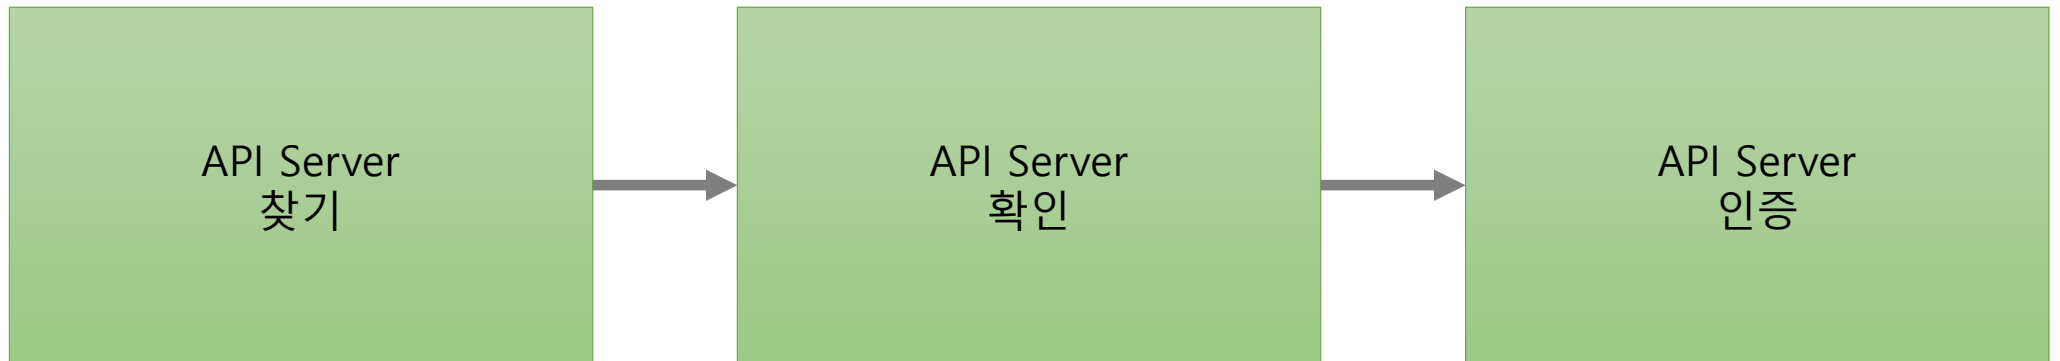 API Server
찾기
API Server
확인
API Server
인증